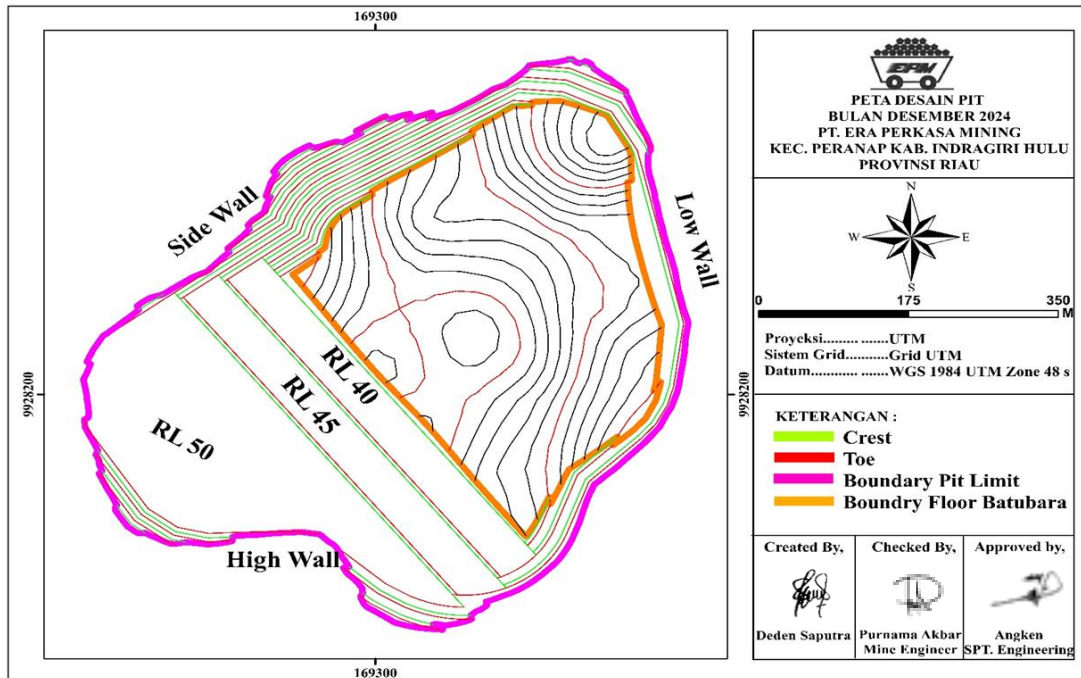 169300
9928200
Side Wall
Low Wall
RL 40
RL 45
RL 50
High Wall
9928200
169300
EPM
PETA DESAIN PIT
BULAN DESEMBER 2024
PT. ERA PERKASA MINING
KEC. PERANAP KAB. INDRAGIRI HULU
PROVINSI RIAU
N
W E
S
0 175 350
M
Proyeksi......... .......UTM
Sistem Grid...........Grid UTM
Datum............ .......WGS 1984 UTM Zone 48 s
KETERANGAN :
Crest
Toe
Boundary Pit Limit
Boundry Floor Batubara
Created By, Checked By, Approved by,
Deden Saputra Purnama Akbar Angken
Mine Engineer SPT. Engineering